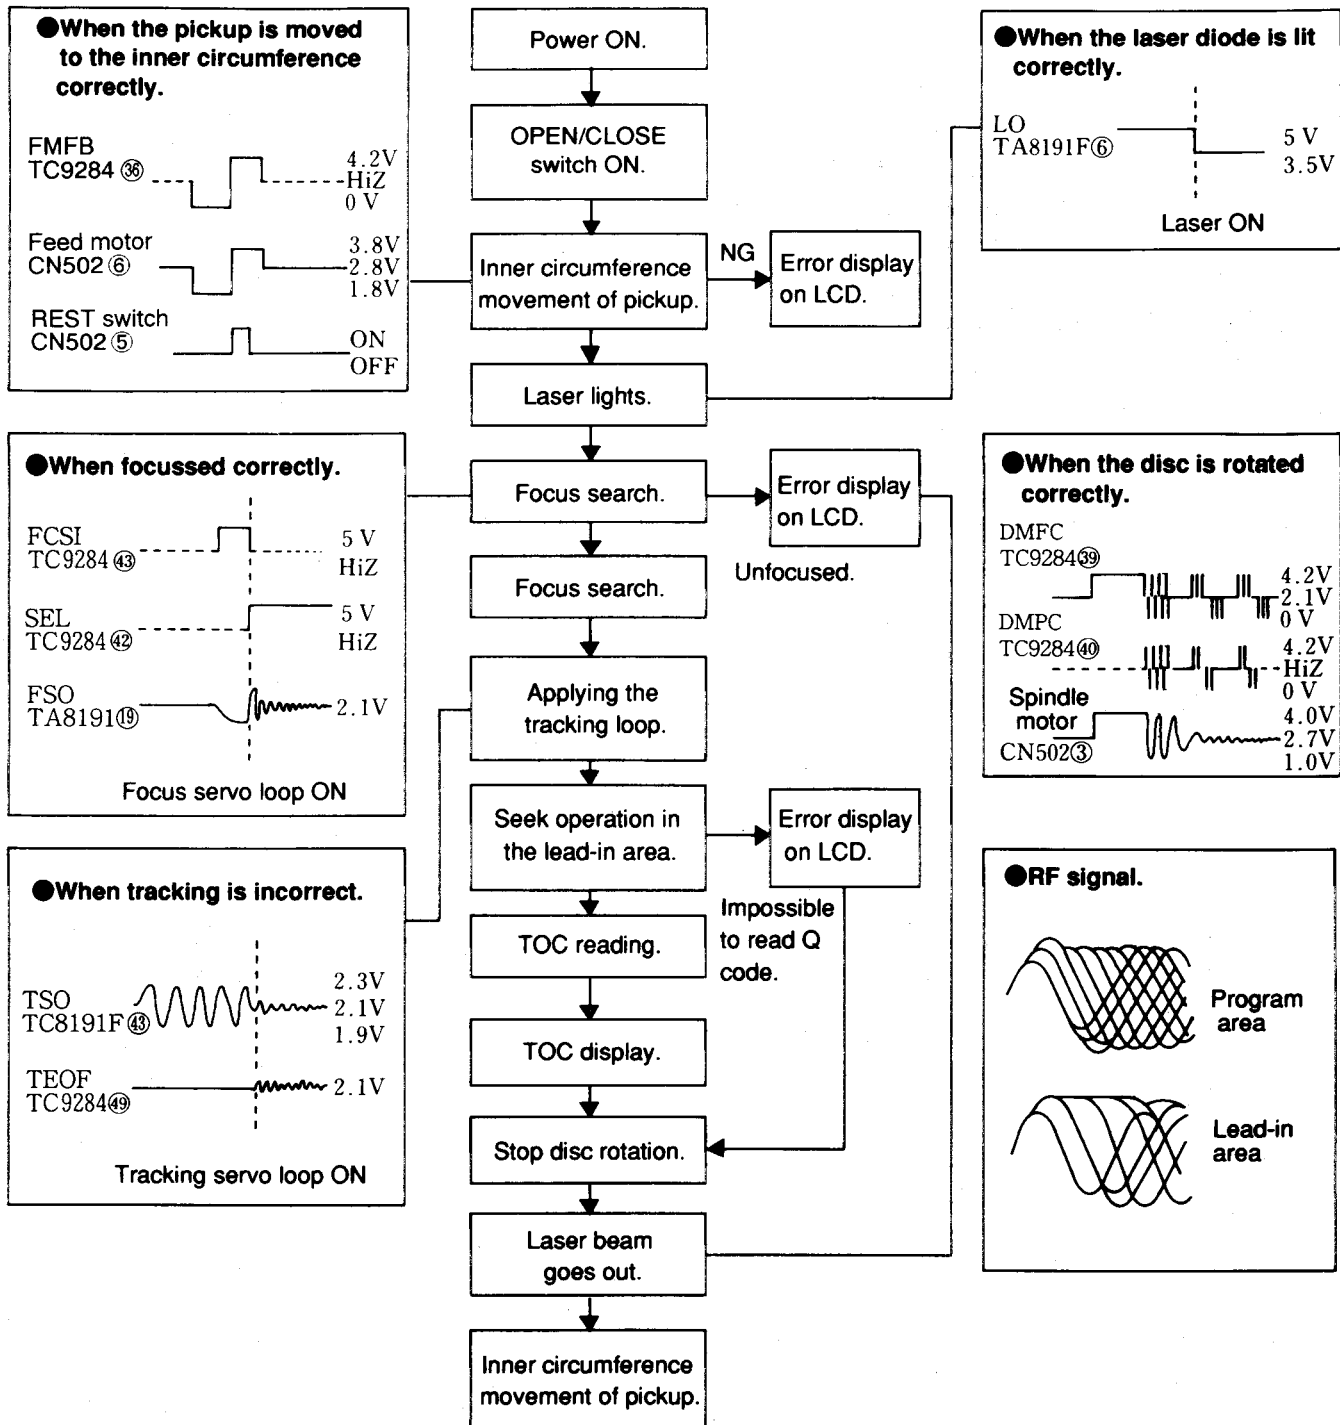 ●When the pickup is moved
to the inner circumference
correctly.
FMFB
TC9284 ㊱
4.2V
HiZ
0 V
Feed motor
CN502 ⑥
3.8V
2.8V
1.8V
REST switch
CN502 ⑤
ON
OFF
Power ON.
OPEN/CLOSE
switch ON.
Inner circumference
movement of pickup.
NG
Error display
on LCD.
Laser lights.
●When the laser diode is lit
correctly.
LO
TA8191F⑥
5 V
3.5V
Laser ON
●When focussed correctly.
FCSI
TC9284 ㊸
5 V
HiZ
SEL
TC9284 ㊷
5 V
HiZ
FSO
TA8191⑲
2.1V
Focus servo loop ON
Focus search.
Error display
on LCD.
Unfocused.
Focus search.
Applying the
tracking loop.
Seek operation in
the lead-in area.
Error display
on LCD.
Impossible
to read Q
code.
TOC reading.
TOC display.
Stop disc rotation.
Laser beam
goes out.
Inner circumference
movement of pickup.
●When the disc is rotated
correctly.
DMFC
TC9284㊴
4.2V
2.1V
0 V
DMPC
TC9284㊵
4.2V
HiZ
0 V
Spindle
motor
CN502③
4.0V
2.7V
1.0V
●When tracking is incorrect.
TSO
TC8191F ㊸
2.3V
2.1V
1.9V
TEOF
TC9284㊾
2.1V
Tracking servo loop ON
●RF signal.
Program
area
Lead-in
area